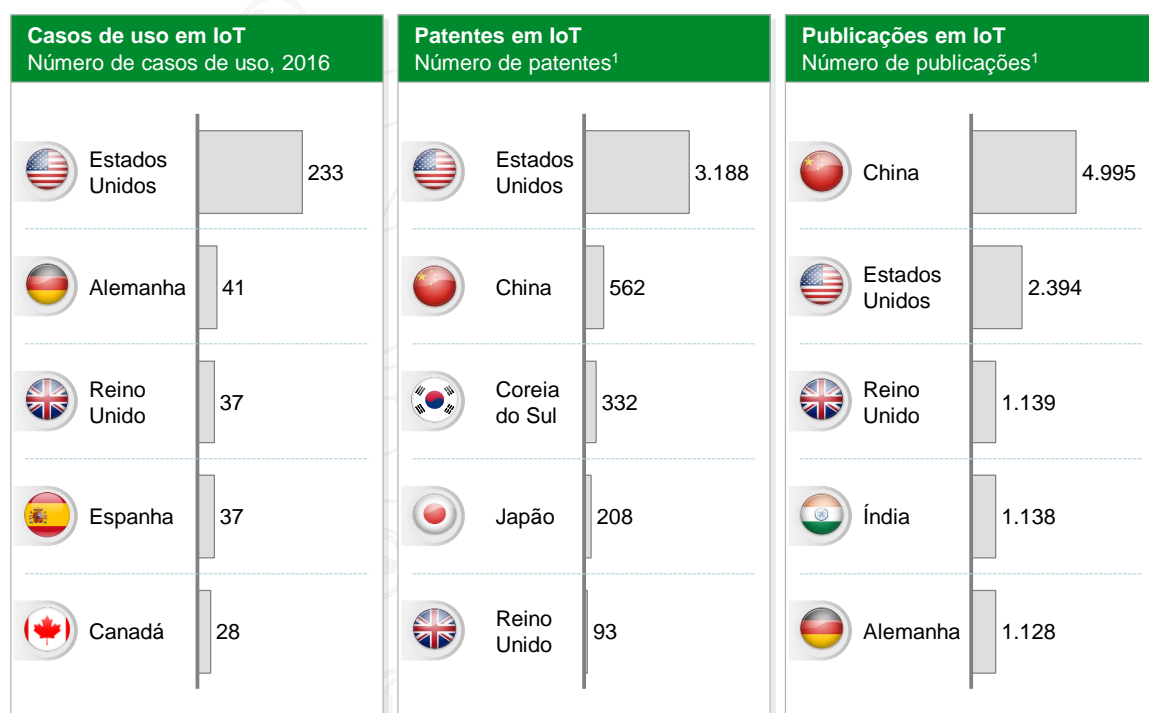 Casos de uso em IoT
Número de casos de uso, 2016
Estados
Unidos
233
Alemanha
41
Reino
Unido
37
Espanha
37
Canadá
28
Patentes em IoT
Número de patentes¹
Estados
Unidos
3.188
China
562
Coreia
do Sul
332
Japão
208
Reino
Unido
93
Publicações em IoT
Número de publicações¹
China
4.995
Estados
Unidos
2.394
Reino
Unido
1.139
Índia
1.138
Alemanha
1.128